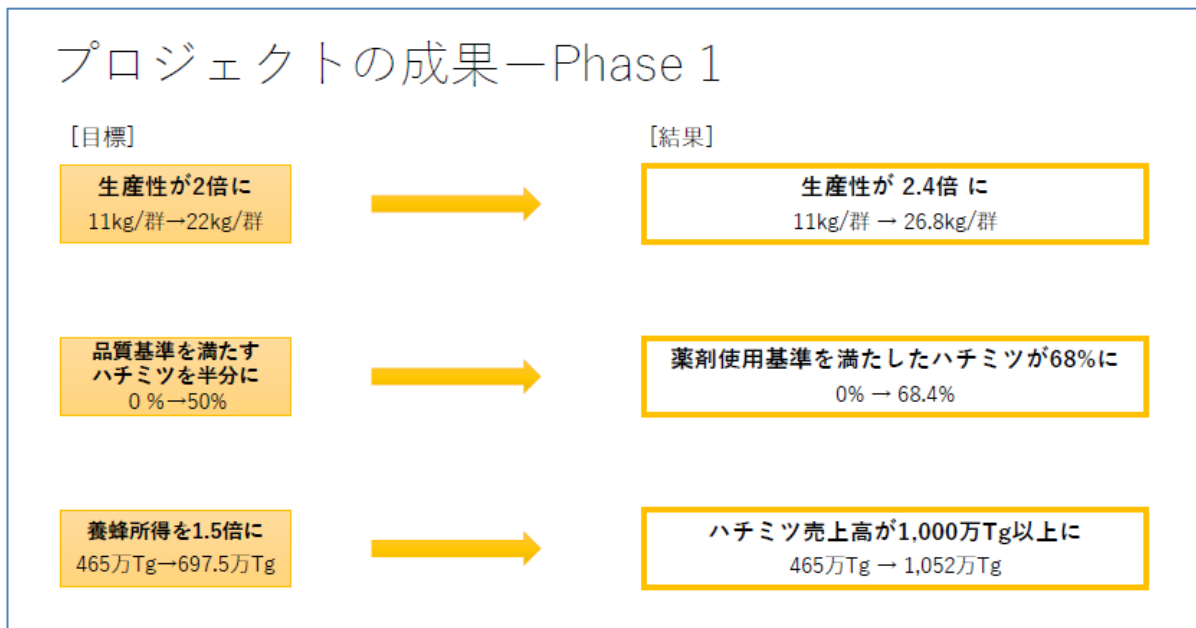 プロジェクトの成果－Phase 1
[目標]
[結果]
生産性が2倍に
11kg/群→22kg/群
生産性が 2.4倍 に
11kg/群 → 26.8kg/群
品質基準を満たす
ハチミツを半分に
0 %→50%
薬剤使用基準を満たしたハチミツが68%に
0% → 68.4%
養蜂所得を1.5倍に
465万Tg→697.5万Tg
ハチミツ売上高が1,000万Tg以上に
465万Tg → 1,052万Tg